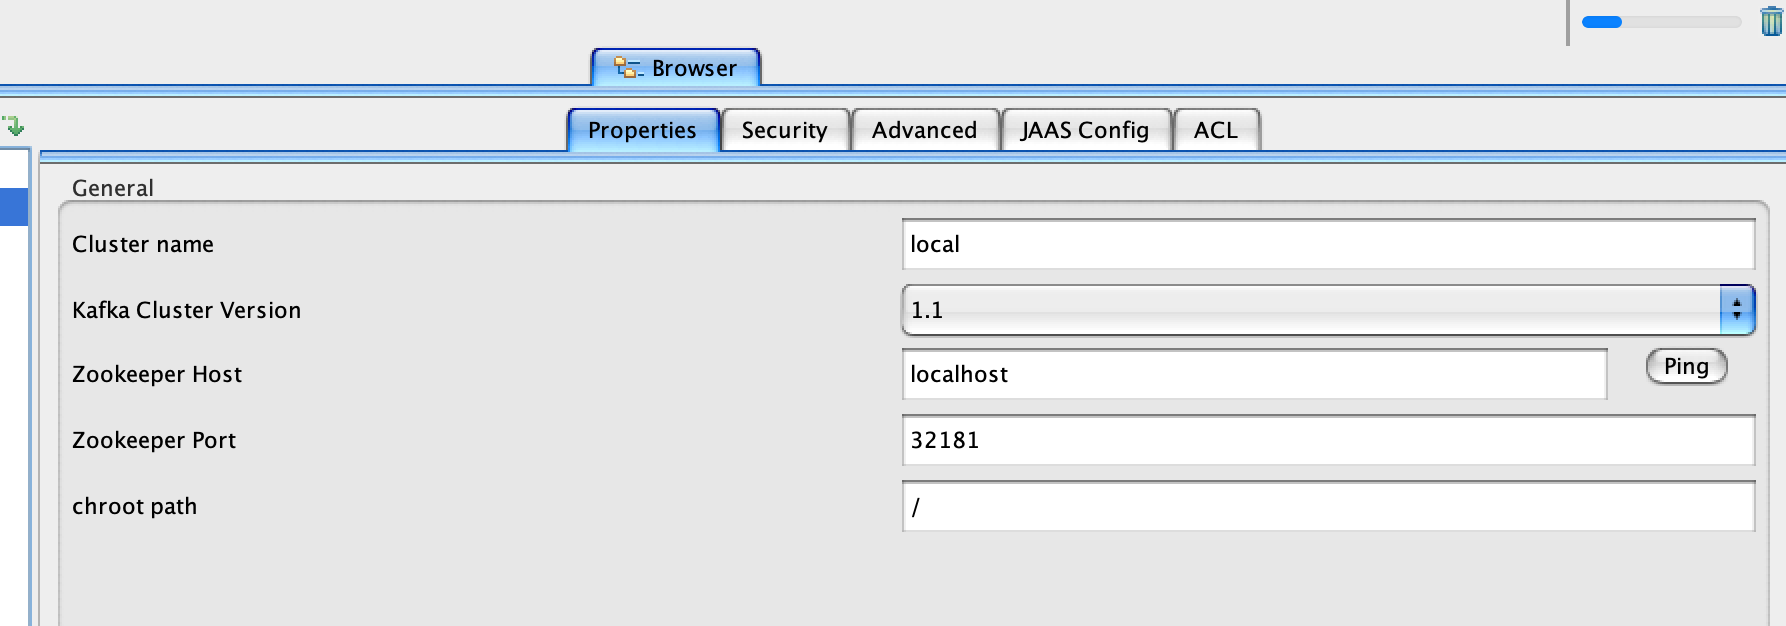 Browser
Properties Security Advanced JAAS Config ACL
General
Cluster name local
Kafka Cluster Version 1.1
Zookeeper Host localhost Ping
Zookeeper Port 32181
chroot path /